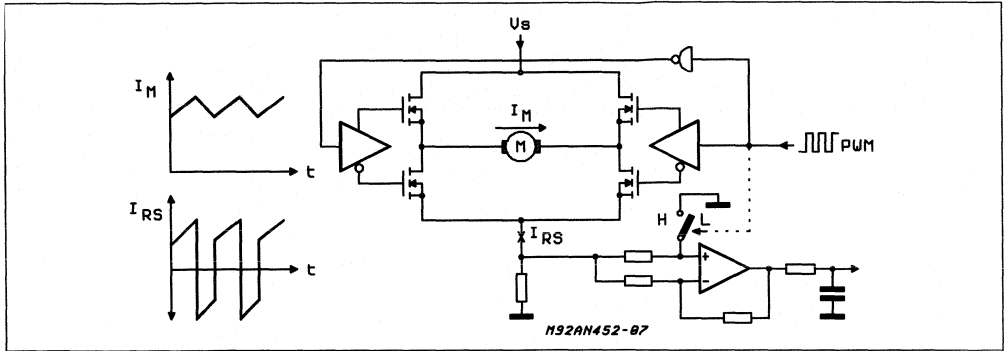 Vs
I_M
I_M
M
t
PWM
I_RS
H L
I_RS
t
M92AN452-07
+
-